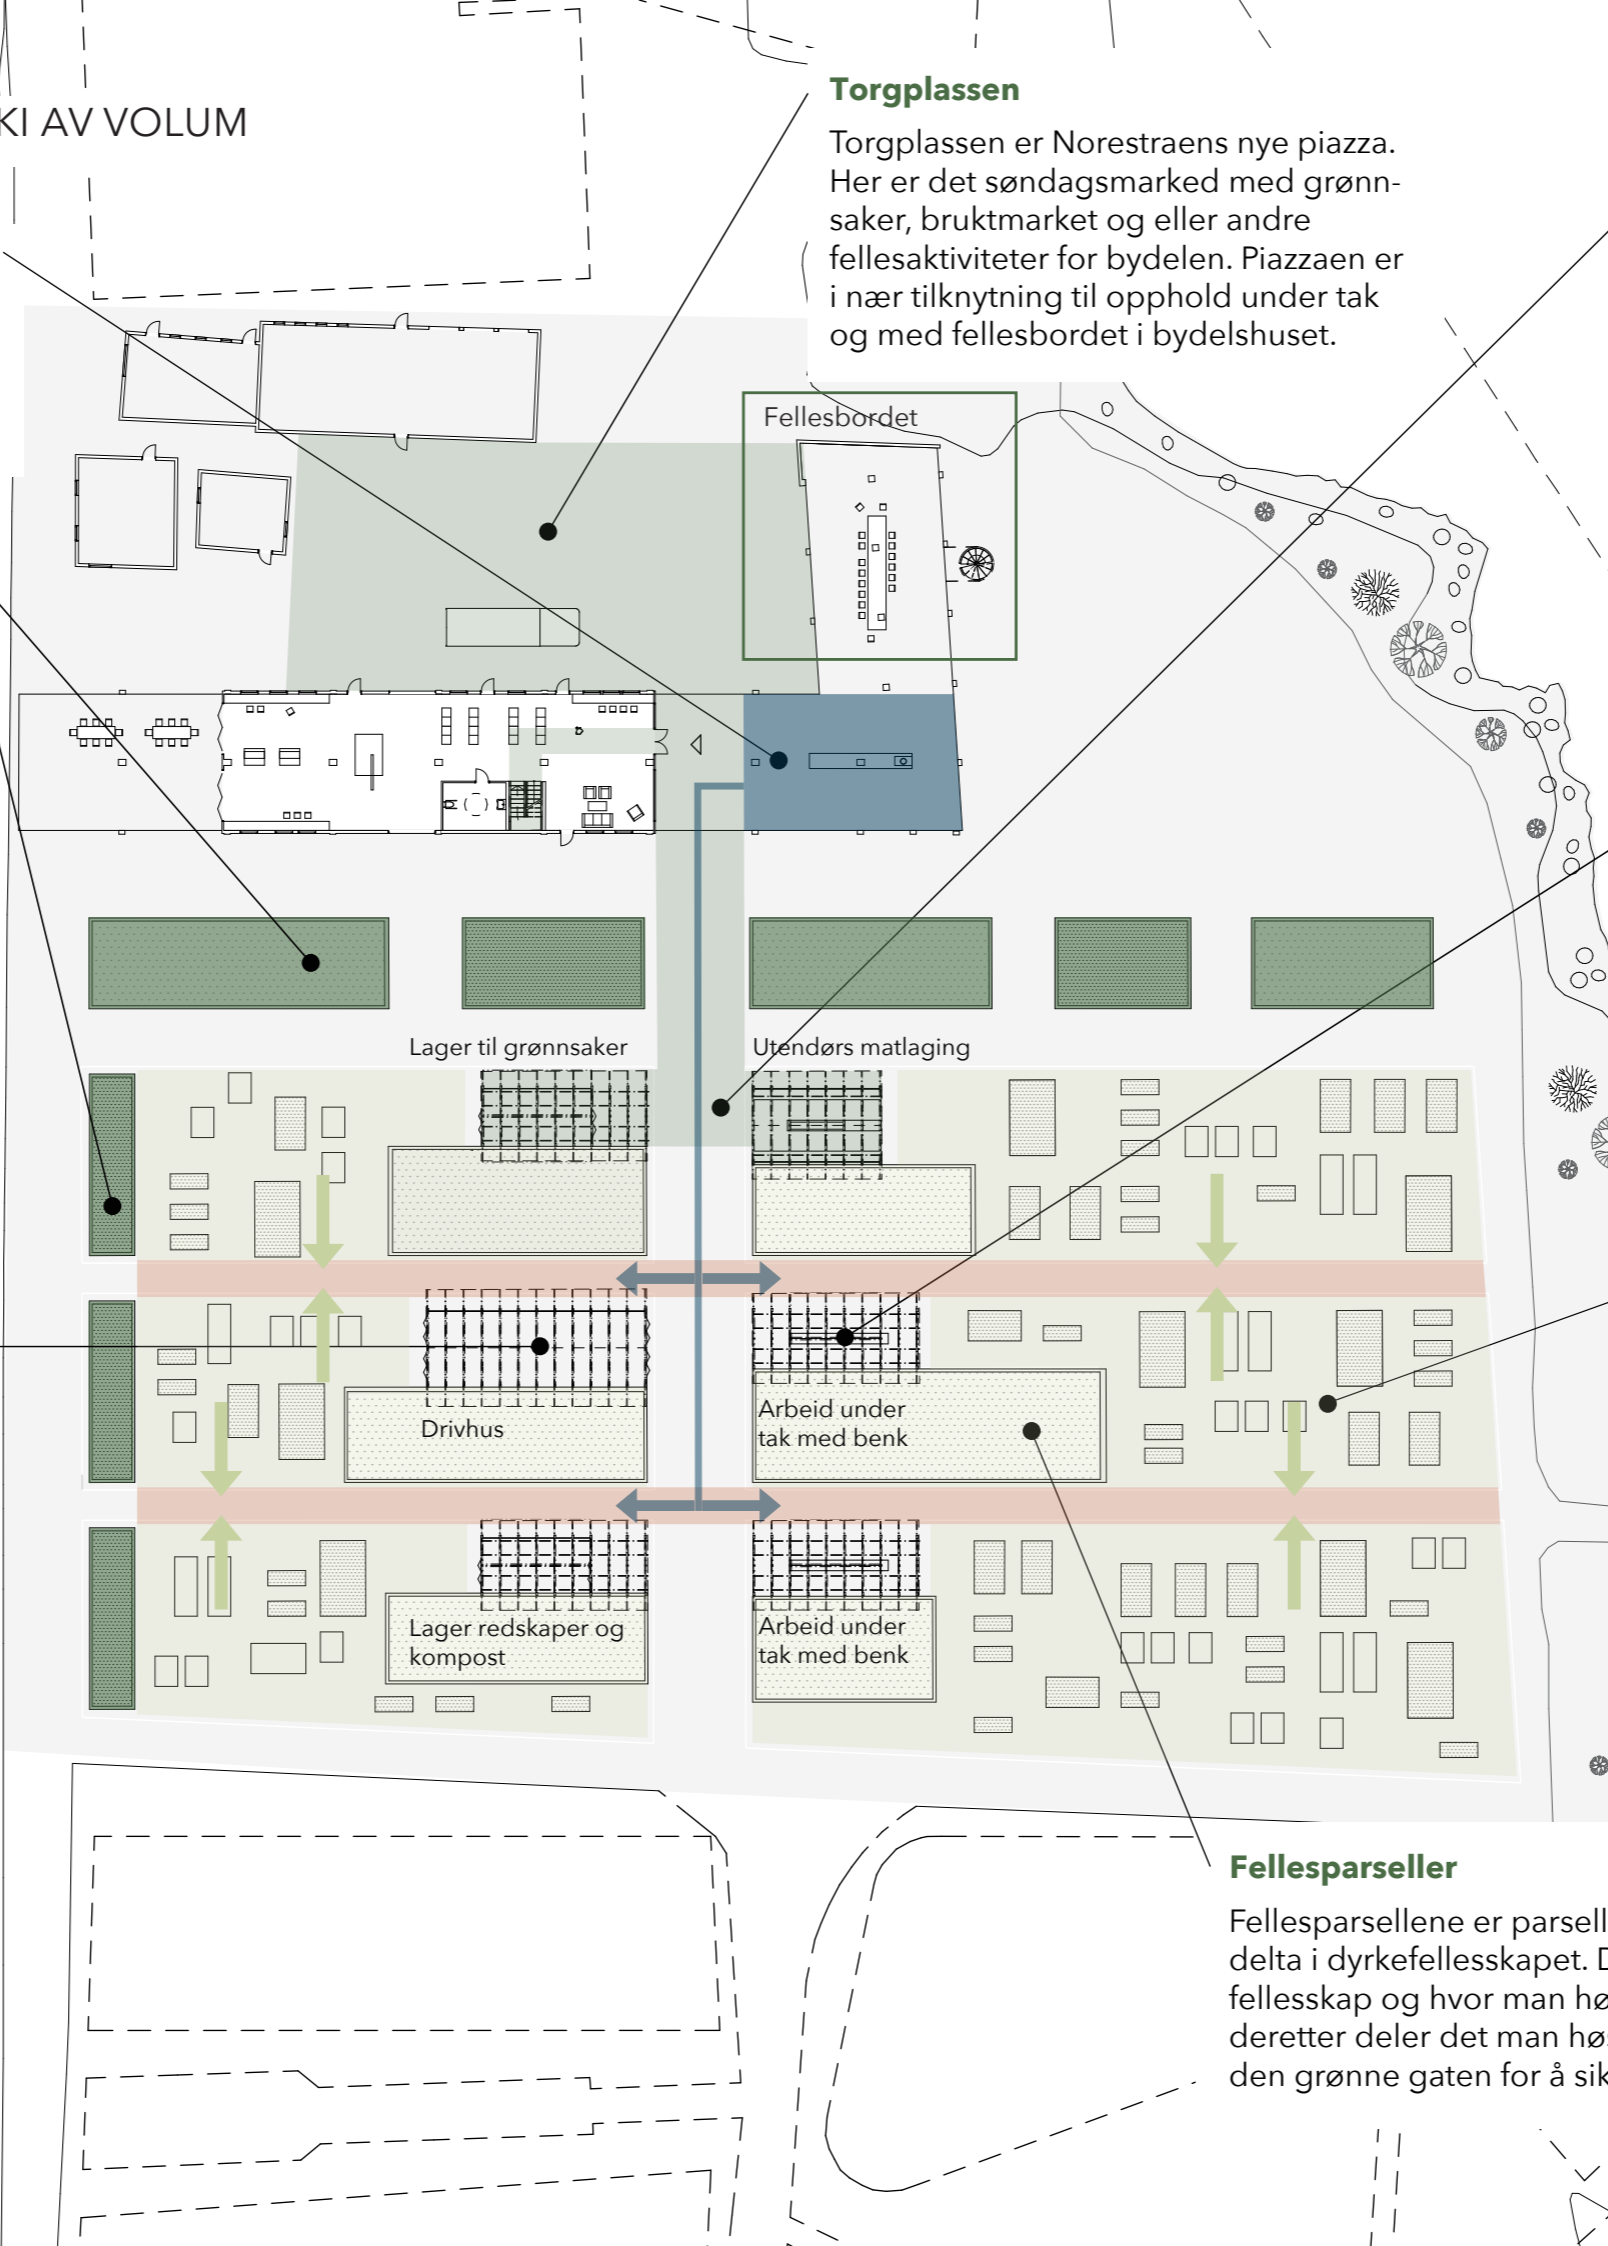 KI AV VOLUM
Torgplassen
Torgplassen er Norestraens nye piazza.
Her er det søndagsmarked med grønn-
saker, bruktmarket og eller andre
fellesaktiviteter for bydelen. Piazzaen er
i nær tilknytning til opphold under tak
og med fellesbordet i bydelshuset.
Fellesbordet
Lager til grønnsaker
Utendørs matlaging
Drivhus
Arbeid under
tak med benk
Lager redskaper og
kompost
Arbeid under
tak med benk
Fellesparseller
Fellesparsellene er parsell
delta i dyrkefellesskapet. D
fellesskap og hvor man hø
deretter deler det man høs
den grønne gaten for å sik